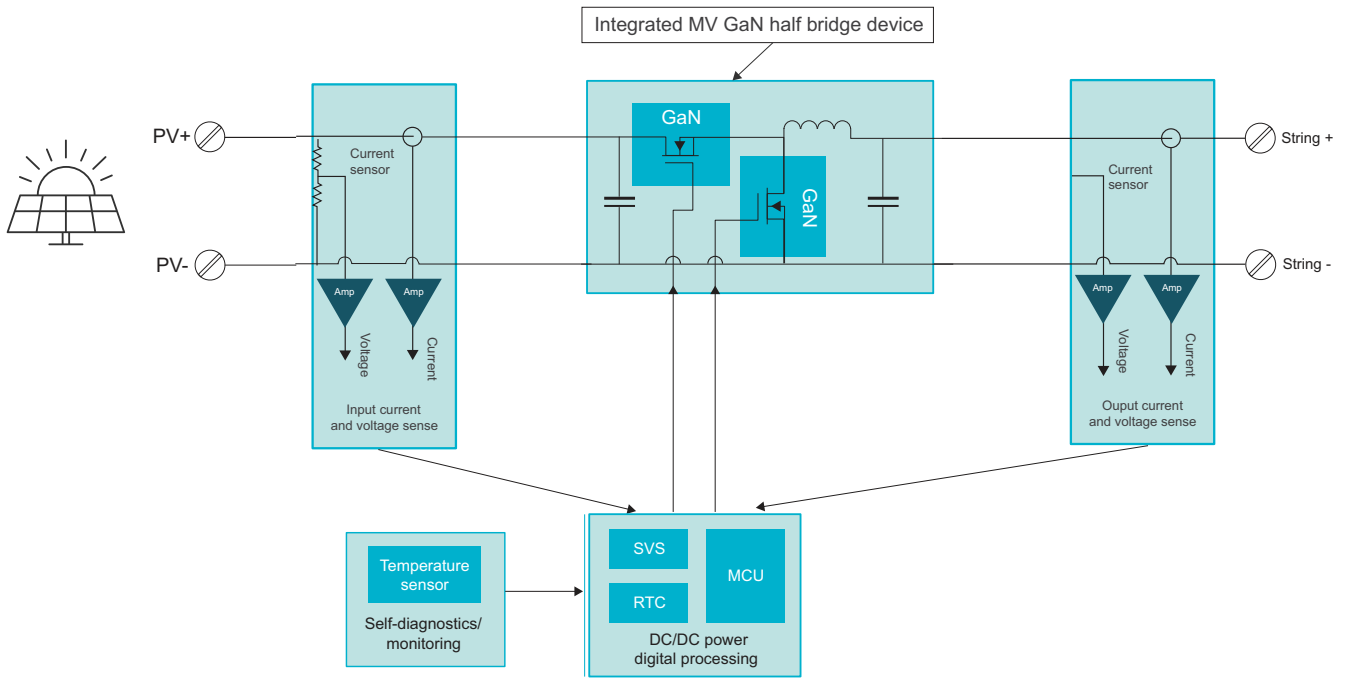 Integrated MV GaN half bridge device
PV+
PV-
Current
sensor
Amp
Amp
Voltage
Current
Input current
and voltage sense
GaN
GaN
Current
sensor
Amp
Amp
Voltage
Current
Ouput current
and voltage sense
String +
String -
Temperature
sensor
Self-diagnostics/
monitoring
SVS
RTC
MCU
DC/DC power
digital processing